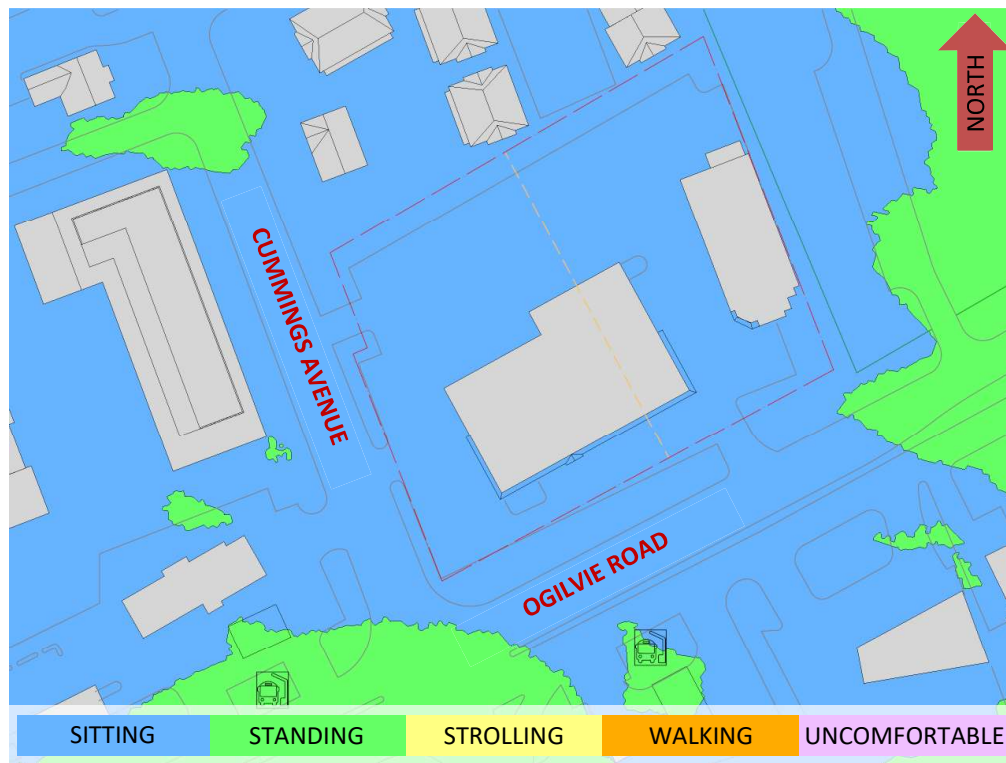 NORTH
CUMMINGS AVENUE
OGILVIE ROAD
SITTING
STANDING
STROLLING
WALKING
UNCOMFORTABLE